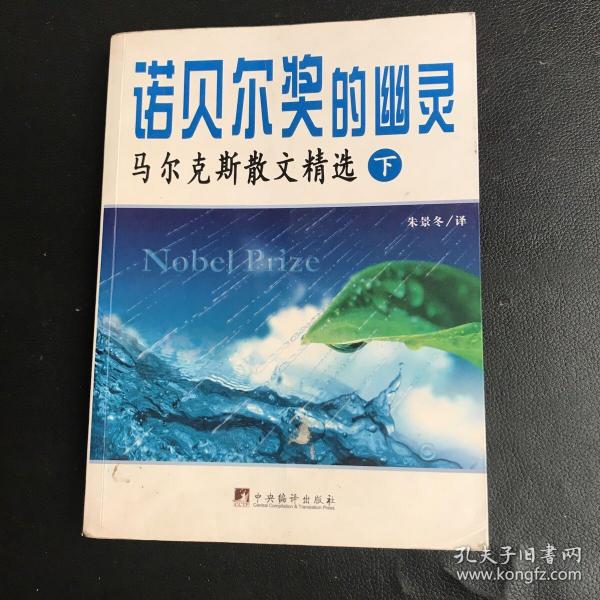 诺贝尔奖的幽灵
马尔克斯散文精选 下
朱景冬/译
Nobel Prize
中央编译出版社
Central Compilation & Translation Press
孔夫子旧书网
www.kongfz.com